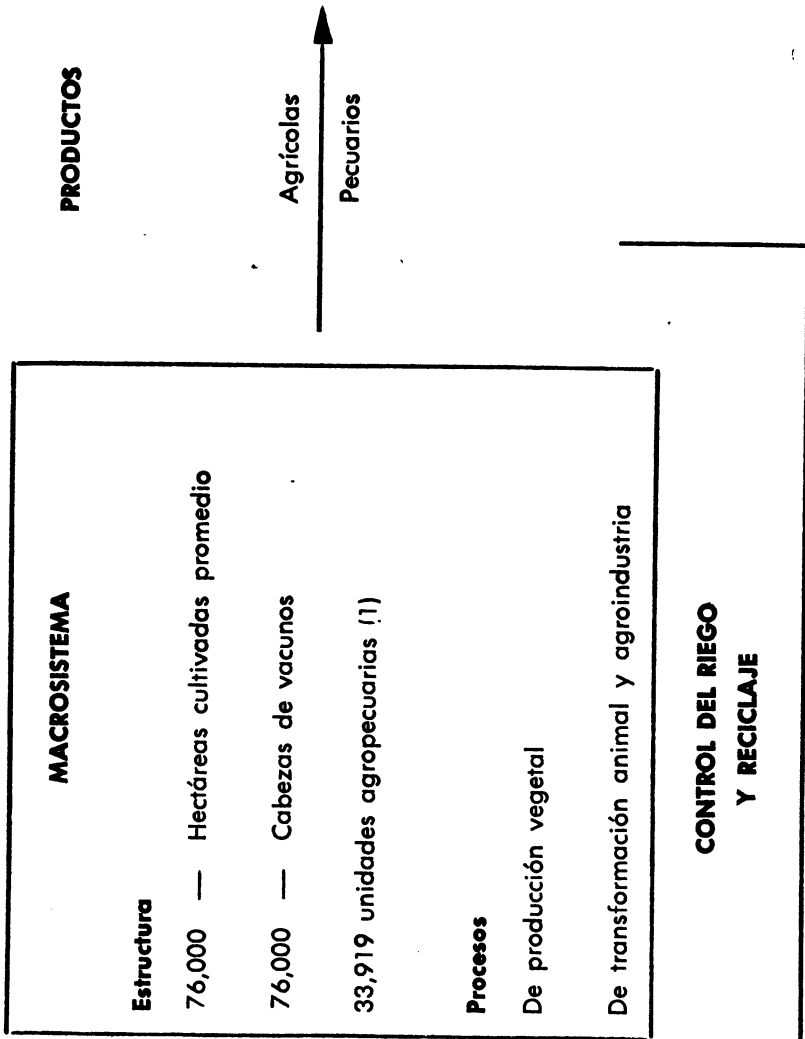 MACROSISTEMA
Estructura
76,000 — Hectáreas cultivadas promedio
76,000 — Cabezas de vacunos
33,919 unidades agropecuarias (1)
Procesos
De producción vegetal
De transformación animal y agroindustria
PRODUCTOS
Agrícolas
Pecuarios
CONTROL DEL RIEGO
Y RECICLAJE